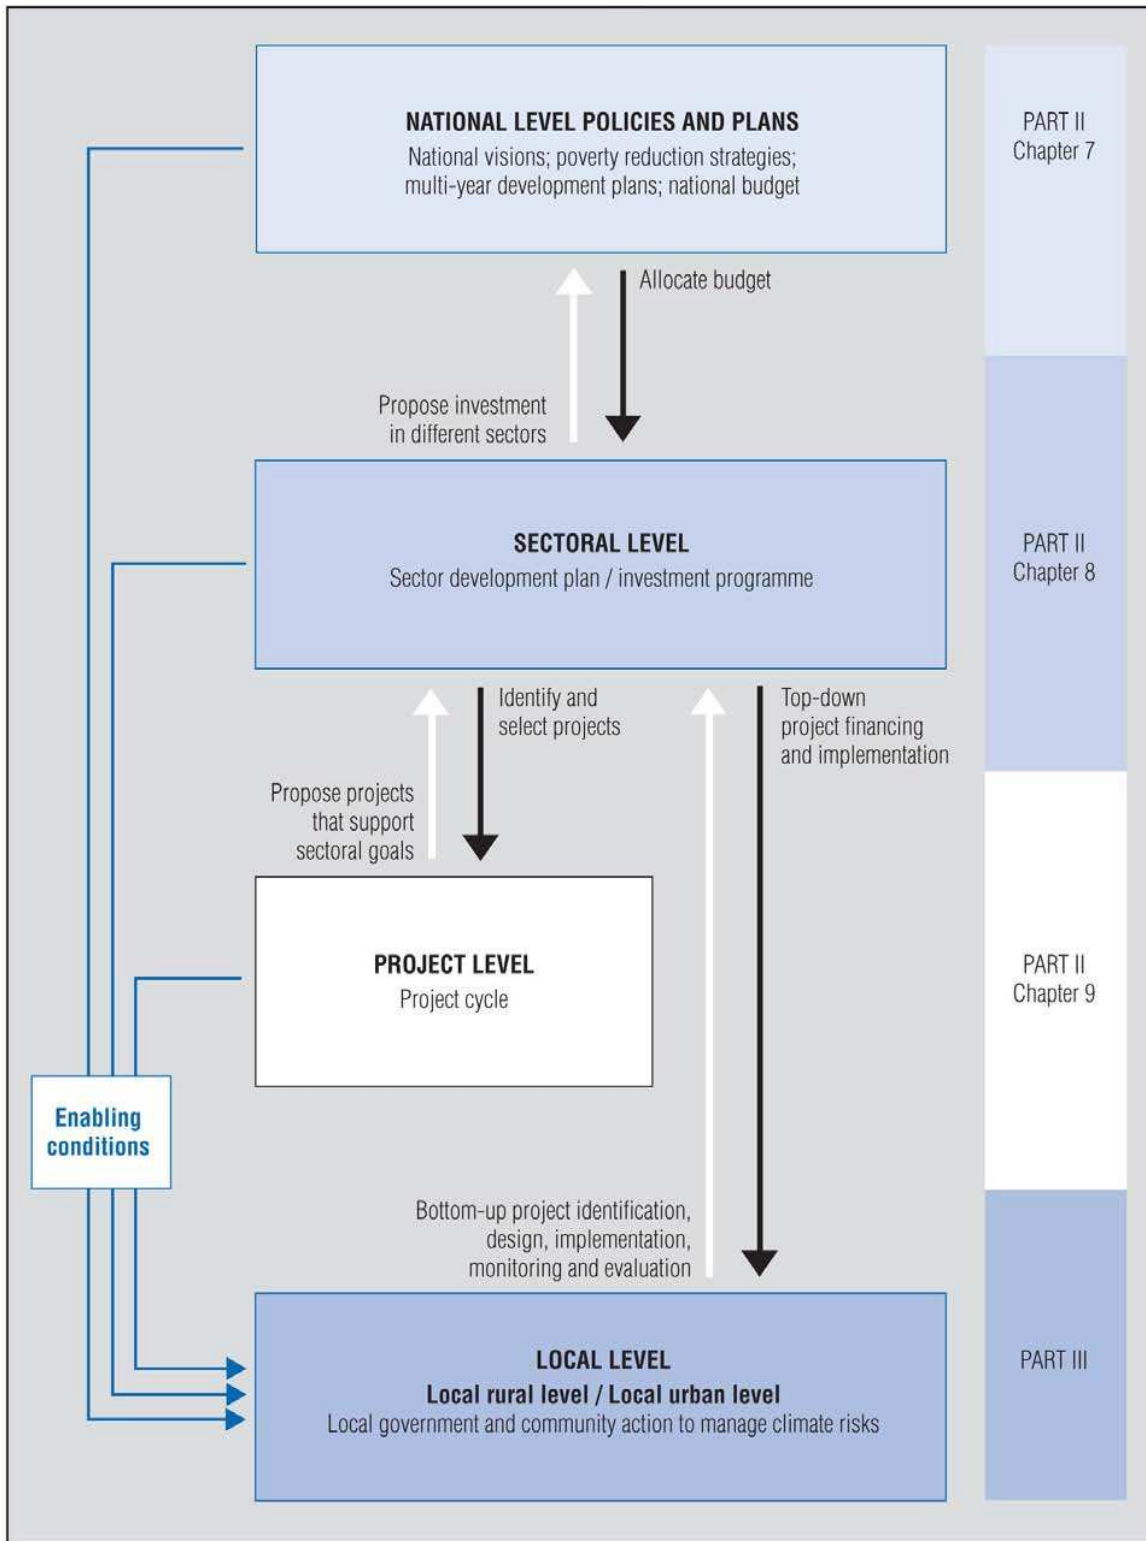 NATIONAL LEVEL POLICIES AND PLANS
National visions; poverty reduction strategies;
multi-year development plans; national budget
PART II
Chapter 7
Allocate budget
Propose investment
in different sectors
SECTORAL LEVEL
Sector development plan / investment programme
PART II
Chapter 8
Identify and
select projects
Top-down
project financing
and implementation
Propose projects
that support
sectoral goals
PROJECT LEVEL
Project cycle
PART II
Chapter 9
Enabling
conditions
Bottom-up project identification,
design, implementation,
monitoring and evaluation
LOCAL LEVEL
Local rural level / Local urban level
Local government and community action to manage climate risks
PART III